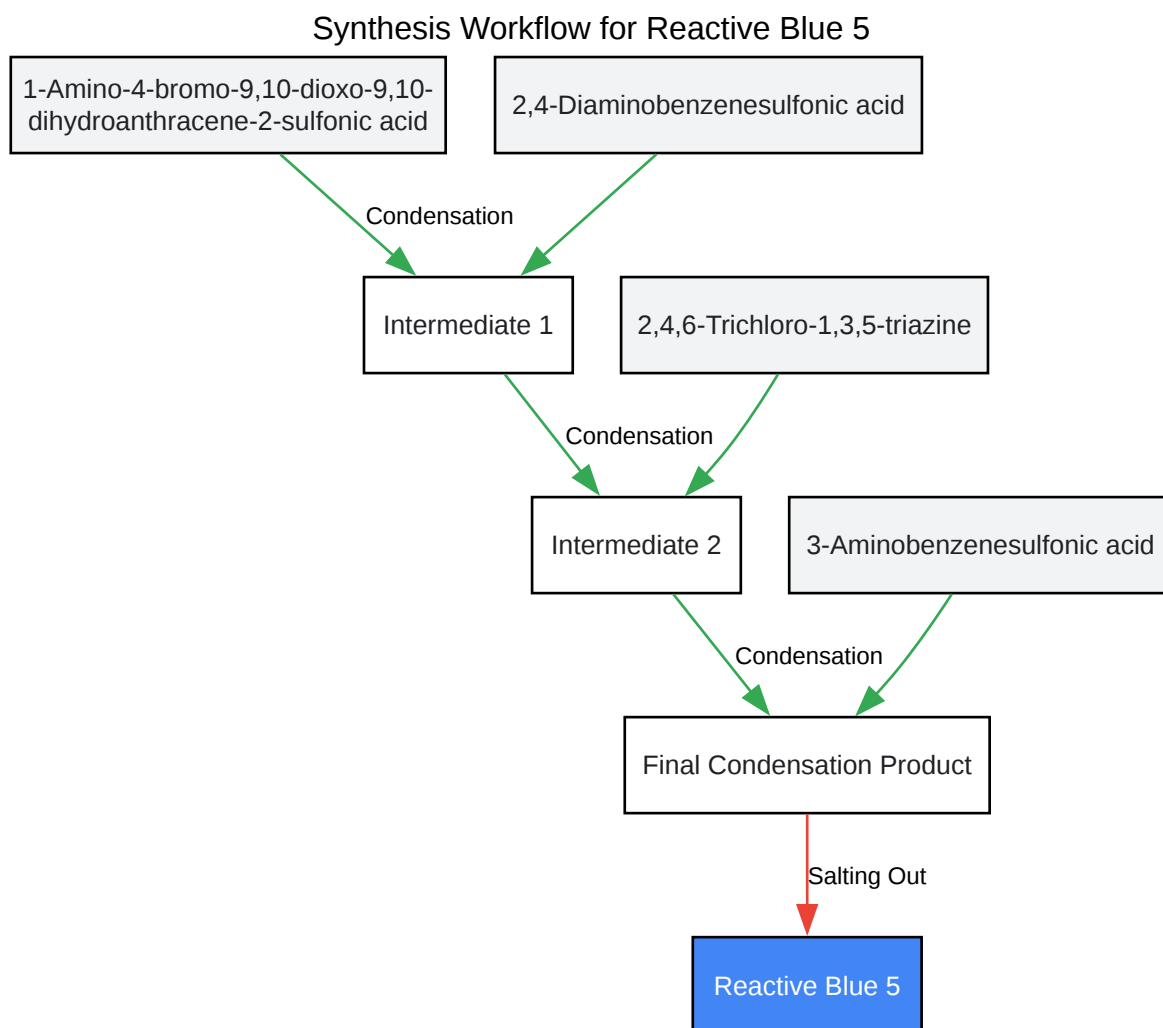 Synthesis Workflow for Reactive Blue 5
1-Amino-4-bromo-9,10-dioxo-9,10-
dihydroanthracene-2-sulfonic acid
2,4-Diaminobenzenesulfonic acid
Condensation
Intermediate 1
2,4,6-Trichloro-1,3,5-triazine
Condensation
Intermediate 2
3-Aminobenzenesulfonic acid
Condensation
Final Condensation Product
Salting Out
Reactive Blue 5